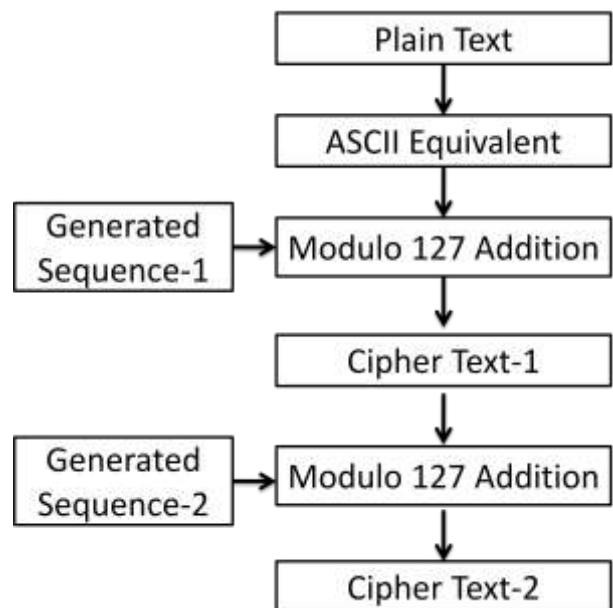 Plain Text
ASCII Equivalent
Generated
Sequence-1
Modulo 127 Addition
Cipher Text-1
Generated
Sequence-2
Modulo 127 Addition
Cipher Text-2